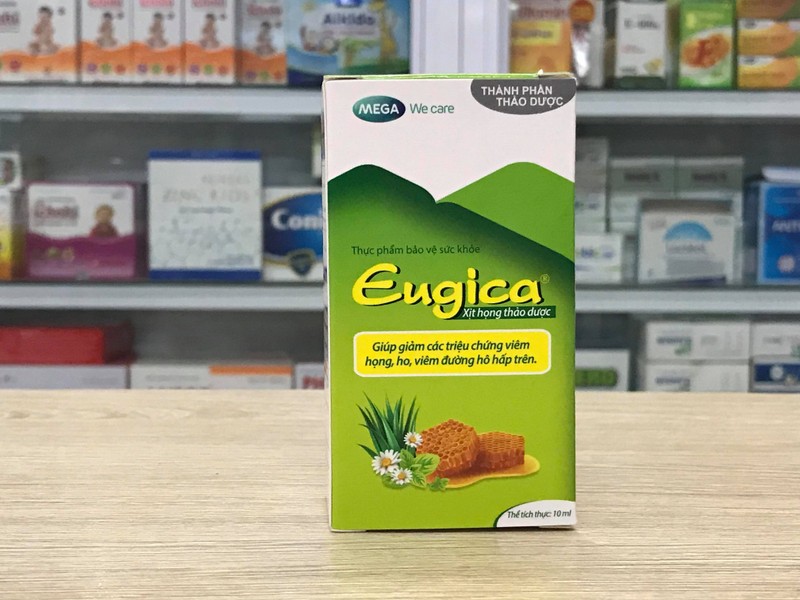 MEGA We care
THÀNH PHẦN
THẢO DƯỢC
Thực phẩm bảo vệ sức khỏe
Eugica®
Xịt họng thảo dược
Giúp giảm các triệu chứng viêm
họng, ho, viêm đường hô hấp trên.
Thể tích thực: 10 ml
Aikido